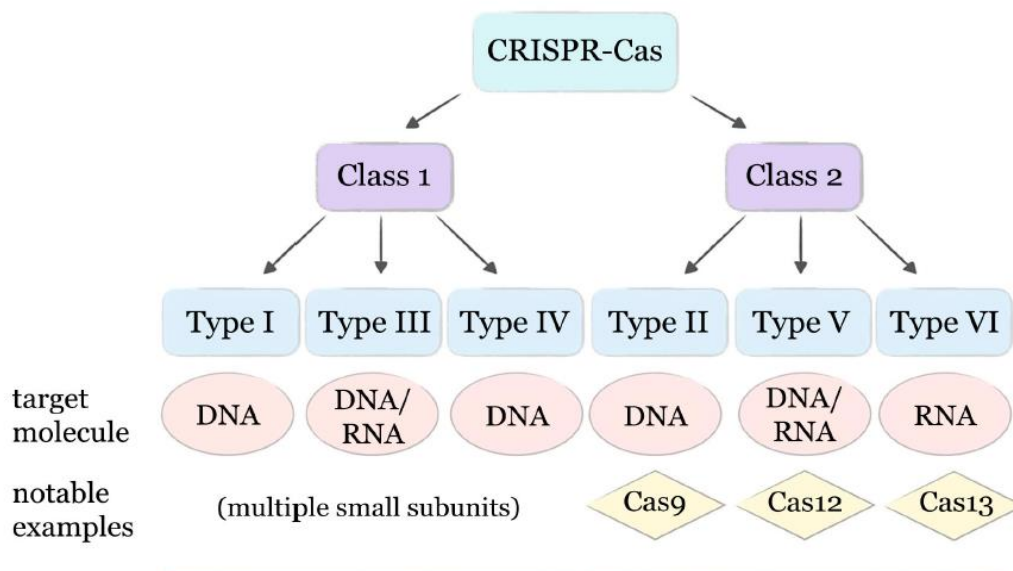 CRISPR-Cas
Class 1
Class 2
Type I
Type III
Type IV
Type II
Type V
Type VI
target
molecule
DNA
DNA/
RNA
DNA
DNA
DNA/
RNA
RNA
notable
examples
(multiple small subunits)
Cas9
Cas12
Cas13